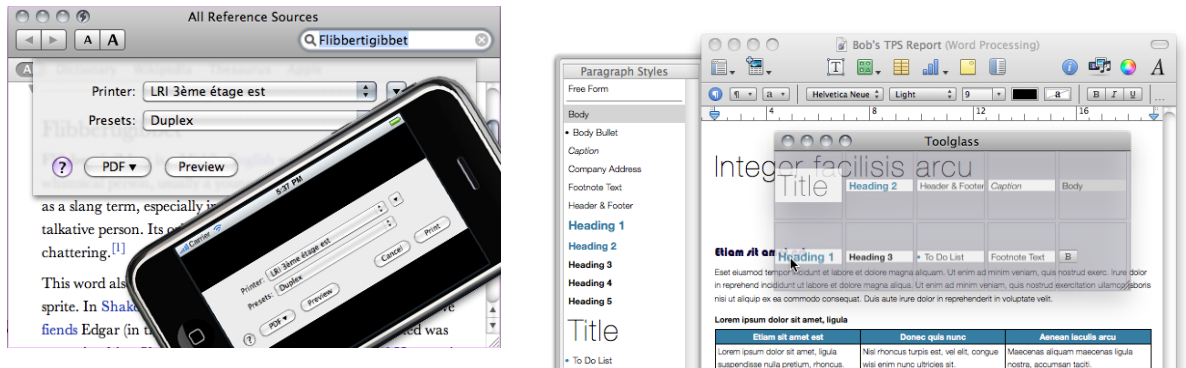 All Reference Sources
A A
Flibbertigibbet
Printer: LRI 3ème étage est
Presets: Duplex
? PDF▼ Preview
Flibbertigibbet
as a slang term, especially in
talkative person. Its
chattering.[1]
This word als
sprite. In Shake
fiends Edgar (in t
was
Carrier 5:37 PM
Printer: LRI 3ème étage est
Presets: Duplex
Cancel Print
? PDF▼ Preview
Paragraph Styles
Free Form
Body
• Body Bullet
Caption
Company Address
Footnote Text
Header & Footer
Heading 1
Heading 2
Heading 3
Heading 4
Heading 5
Title
• To Do List
Bob's TPS Report (Word Processing)
T i A
¶ ¶ a Helvetica Neue Light 9 a B I U ...
4 8 12 16
Toolglass
Integer facilisis arcu
Title Heading 2 Header & Footer Caption Body
Heading 1 Heading 3 • To Do List Footnote Text B
Etiam sit am
Eset eiusmod tempor incidunt ut labore et dolore magna aliquam. Ut enim ad minim veniam, quis nostrud exerc. Irure dolor
in reprehend incididunt ut labore et dolore magna aliqua. Ut enim ad minim veniam, quis nostrud exercitation ullamco laboris
nisi ut aliquip ex ea commodo consequat. Duis aute irure dolor in reprehenderit in voluptate velit.
Lorem ipsum dolor sit amet, ligula
Etiam sit amet est Donec quis nunc Aenean iaculis arcu
Lorem ipsum dolor sit amet, ligula Nisl rhoncus turpis est, vel elit, congue Maecenas aliquam maecenas ligula
suspendisse nulla pretium, rhoncus. wisi enim nunc ultricies sit. nostra, accumsan taciti.